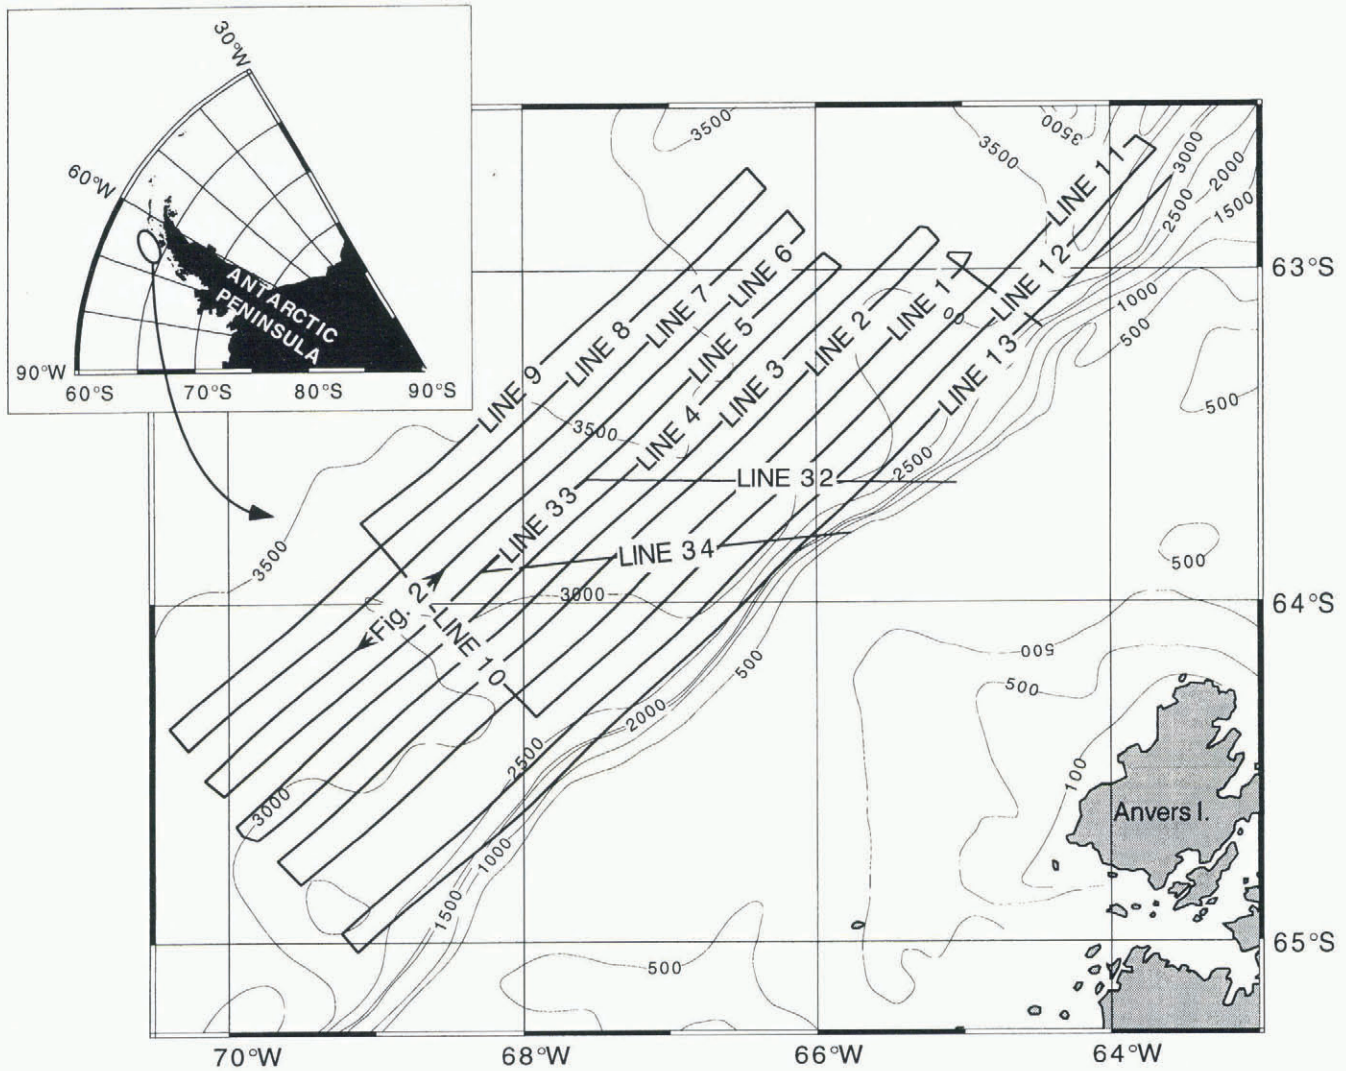 30°W
60°W
90°W
60°S
70°S
80°S
90°S
ANTARCTIC
PENINSULA
3500
3500
3500
3000
2500
2000
1500
1000
500
500
LINE 11
LINE 12
LINE 13
LINE 1
LINE 2
LINE 3
LINE 4
LINE 5
LINE 6
LINE 7
LINE 8
LINE 9
00
3500
3500
2500
LINE 32
LINE 33
LINE 34
Fig. 2
LINE 10
3000
3000
2500
2000
1500
1000
500
500
500
500
500
100
Anvers I.
63°S
64°S
65°S
70°W
68°W
66°W
64°W